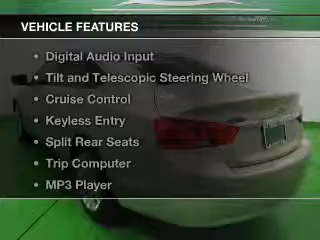 VEHICLE FEATURES
• Digital Audio Input
• Tilt and Telescopic Steering Wheel
• Cruise Control
• Keyless Entry
• Split Rear Seats
• Trip Computer
• MP3 Player